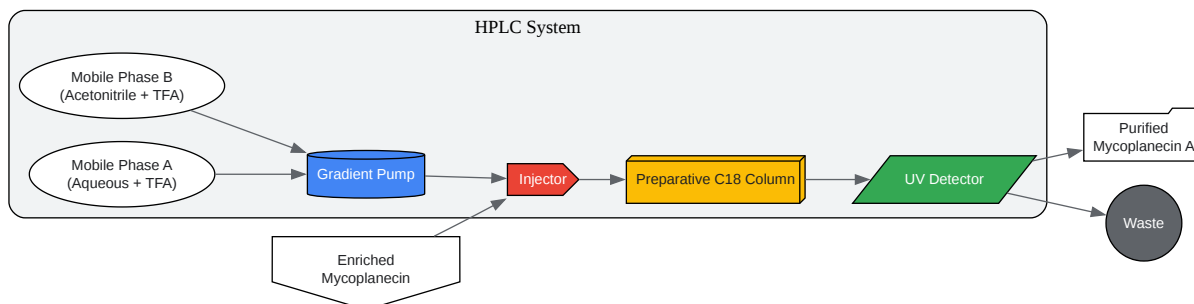 HPLC System
Mobile Phase B
(Acetonitrile + TFA)
Mobile Phase A
(Aqueous + TFA)
Gradient Pump
Injector
Preparative C18 Column
UV Detector
Purified
Mycoplanecin A
Waste
Enriched
Mycoplanecin